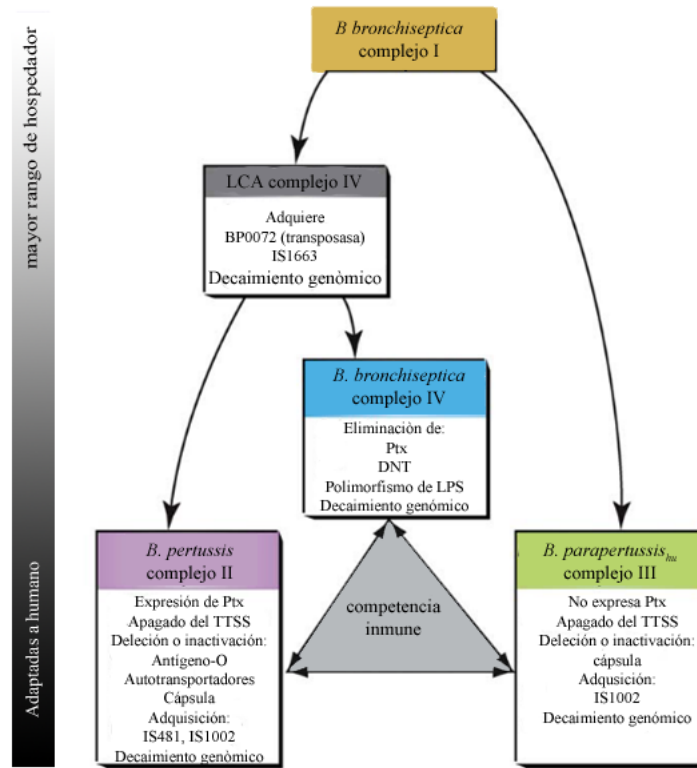 mayor rango de hospedador
Adaptadas a humano
B bronchiseptica
complejo I
LCA complejo IV
Adquiere
BP0072 (transposasa)
IS1663
Decaimiento genòmico
B. bronchiseptica
complejo IV
Eliminaciòn de:
Ptx
DNT
Polimorfismo de LPS
Decaimiento genómico
B. pertussis
complejo II
Expresión de Ptx
Apagado del TTSS
Deleción o inactivación:
Antígeno-O
Autotransportadores
Cápsula
Adquisición:
IS481, IS1002
Decaimiento genòmico
competencia
inmune
B. parapertussis hu
complejo III
No expresa Ptx
Apagado del TTSS
Deleción o inactivación:
cápsula
Adqusición:
IS1002
Decaimiento genómico